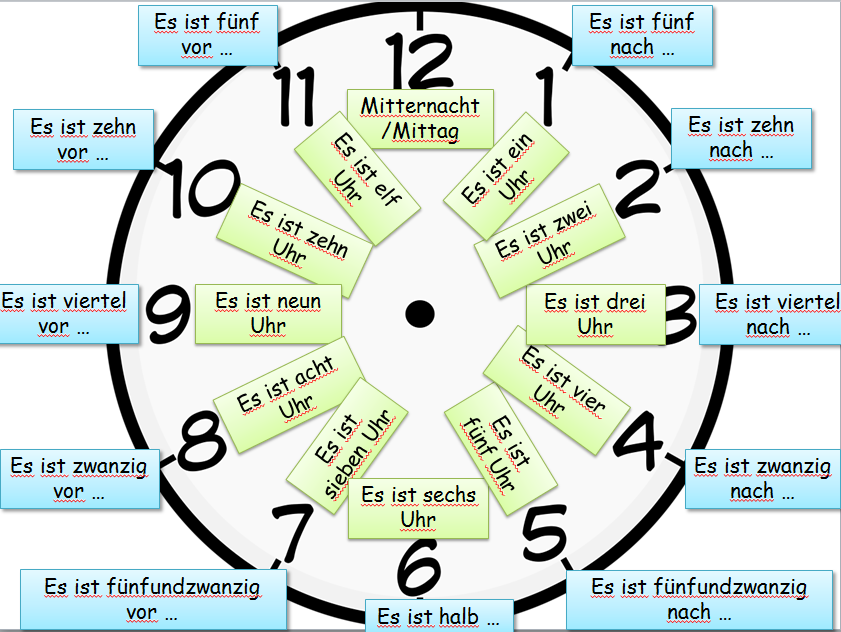 Es ist fünf
vor ...
Es ist fünf
nach ...
12
11
1
Mitternacht
/Mittag
Es ist zehn
vor ...
Es ist zehn
nach ...
Es ist elf
Uhr
Es ist ein
Uhr
10
2
Es ist zehn
Uhr
Es ist zwei
Uhr
Es ist viertel
vor ...
9
Es ist neun
Uhr
Es ist drei
Uhr
3
Es ist viertel
nach ...
Es ist acht
Uhr
Es ist vier
Uhr
8
4
Es ist
sieben Uhr
Es ist
fünf Uhr
Es ist zwanzig
vor ...
Es ist zwanzig
nach ...
Es ist sechs
Uhr
7
5
6
Es ist fünfundzwanzig
vor ...
Es ist halb ...
Es ist fünfundzwanzig
nach ...